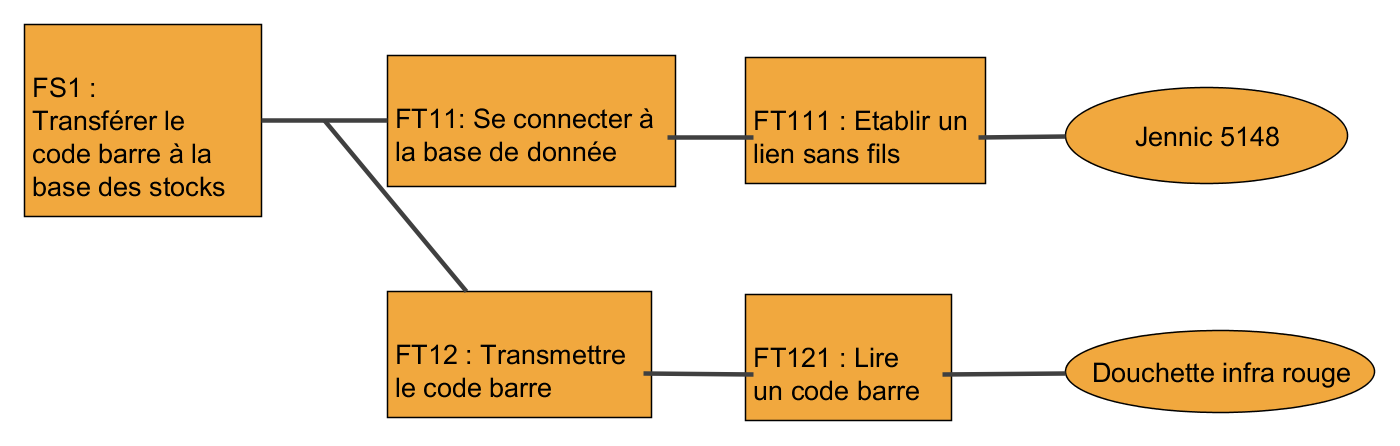 FS1 :
Transférer le
code barre à la
base des stocks
FT11: Se connecter à
la base de donnée
FT111 : Etablir un
lien sans fils
Jennic 5148
FT12 : Transmettre
le code barre
FT121 : Lire
un code barre
Douchette infra rouge